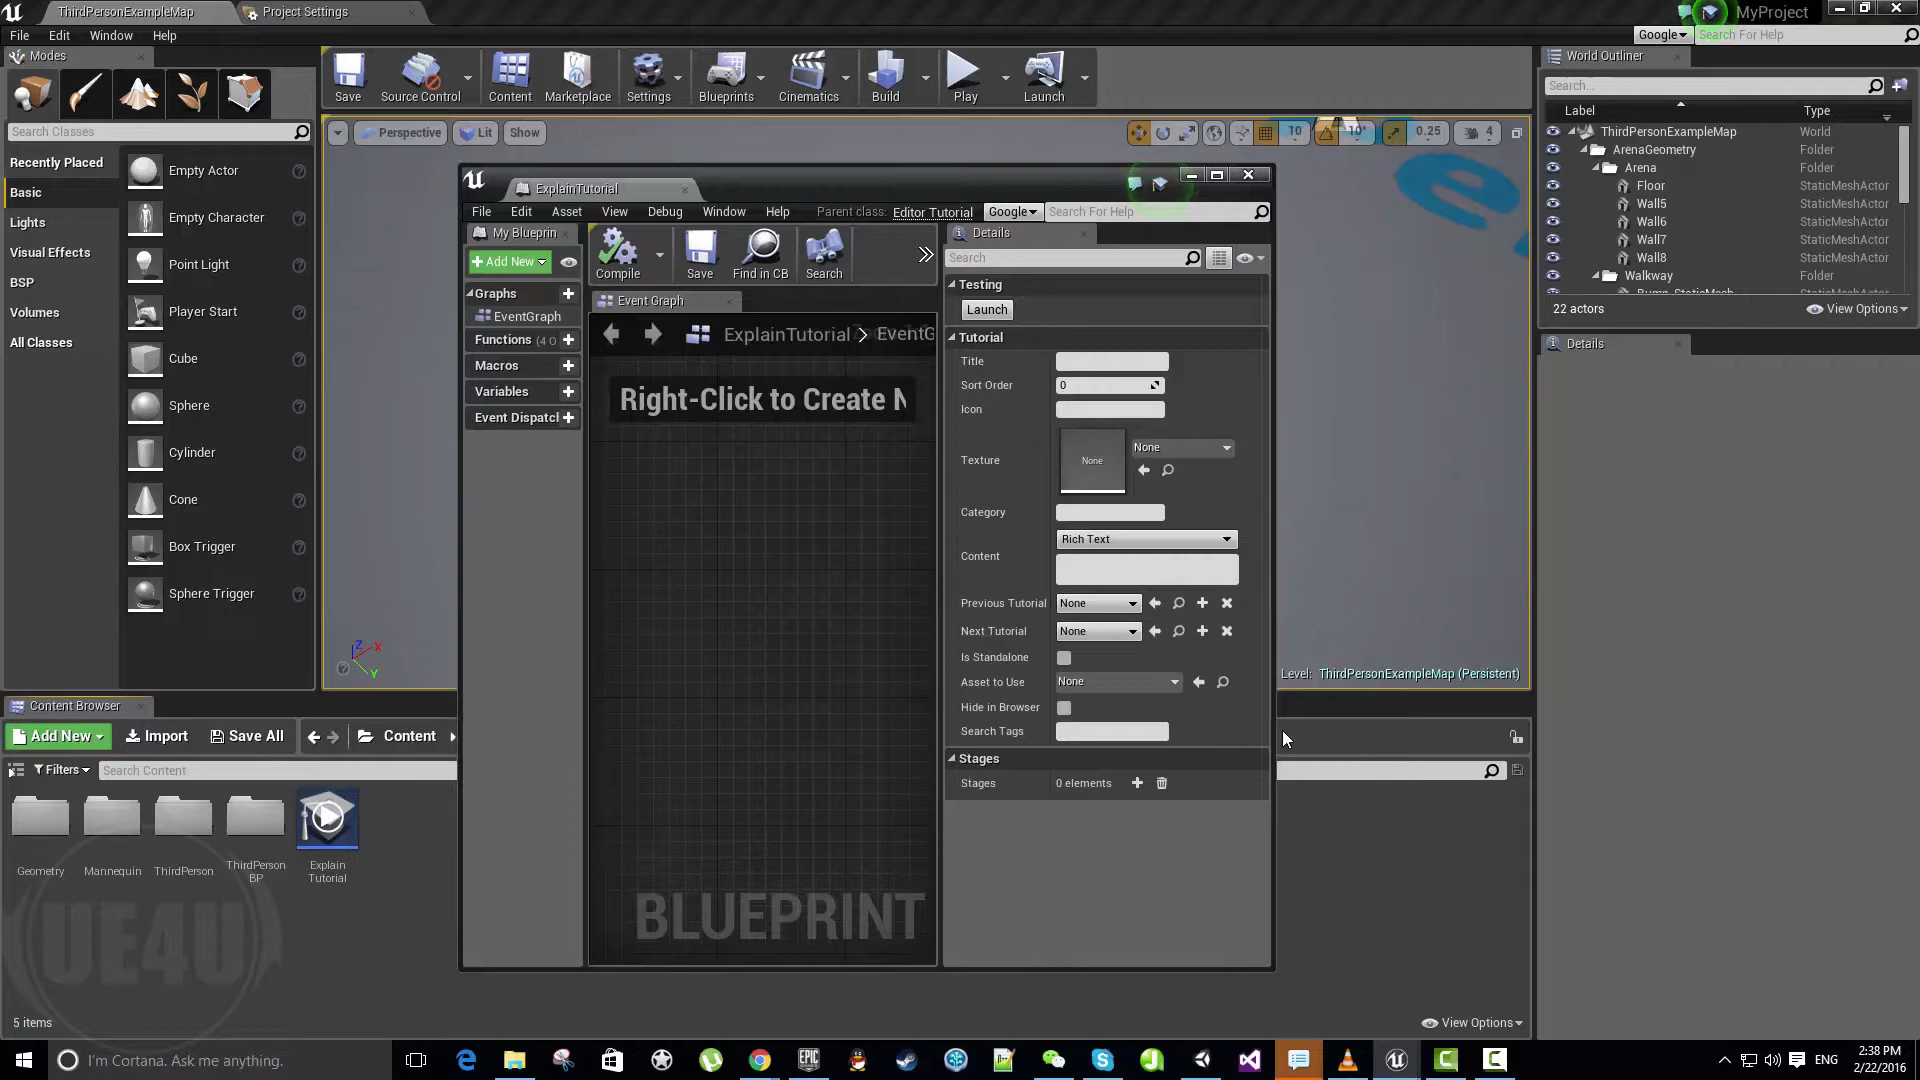 ThirdPersonExampleMap
Project Settings
MyProject
File Edit Window Help
Google
Search For Help
Modes
Save
Source Control
Content
Marketplace
Settings
Blueprints
Cinematics
Build
Play
Launch
World Outliner
Search...
Label
Type
Search Classes
Perspective
Lit
Show
10
10°
0.25
4
ThirdPersonExampleMap World
ArenaGeometry Folder
Arena Folder
Floor StaticMeshActor
Wall5 StaticMeshActor
Wall6 StaticMeshActor
Wall7 StaticMeshActor
Wall8 StaticMeshActor
Walkway Folder
Bump_StaticMesh StaticMeshActor
22 actors
View Options
Details
Recently Placed
Basic
Lights
Visual Effects
BSP
Volumes
All Classes
Empty Actor
Empty Character
Point Light
Player Start
Cube
Sphere
Cylinder
Cone
Box Trigger
Sphere Trigger
ExplainTutorial
File Edit Asset View Debug Window Help
Parent class: Editor Tutorial
Google
Search For Help
My Blueprin
Add New
Graphs
EventGraph
Functions (4 O
Macros
Variables
Event Dispatcl
Compile
Save
Find in CB
Search
Event Graph
ExplainTutorial > EventG
Right-Click to Create N
BLUEPRINT
Details
Search
Testing
Launch
Tutorial
Title
Sort Order 0
Icon
Texture None None
Category
Content Rich Text
Previous Tutorial None
Next Tutorial None
Is Standalone
Asset to Use None
Hide in Browser
Search Tags
Stages
Stages 0 elements
Z X
Y
Level: ThirdPersonExampleMap (Persistent)
Content Browser
Add New
Import
Save All
Content
Filters
Search Content
Geometry
Mannequin
ThirdPerson
ThirdPerson
BP
Explain
Tutorial
UE4U
5 items
View Options
I'm Cortana. Ask me anything.
EPIC
ENG
2:38 PM
2/22/2016